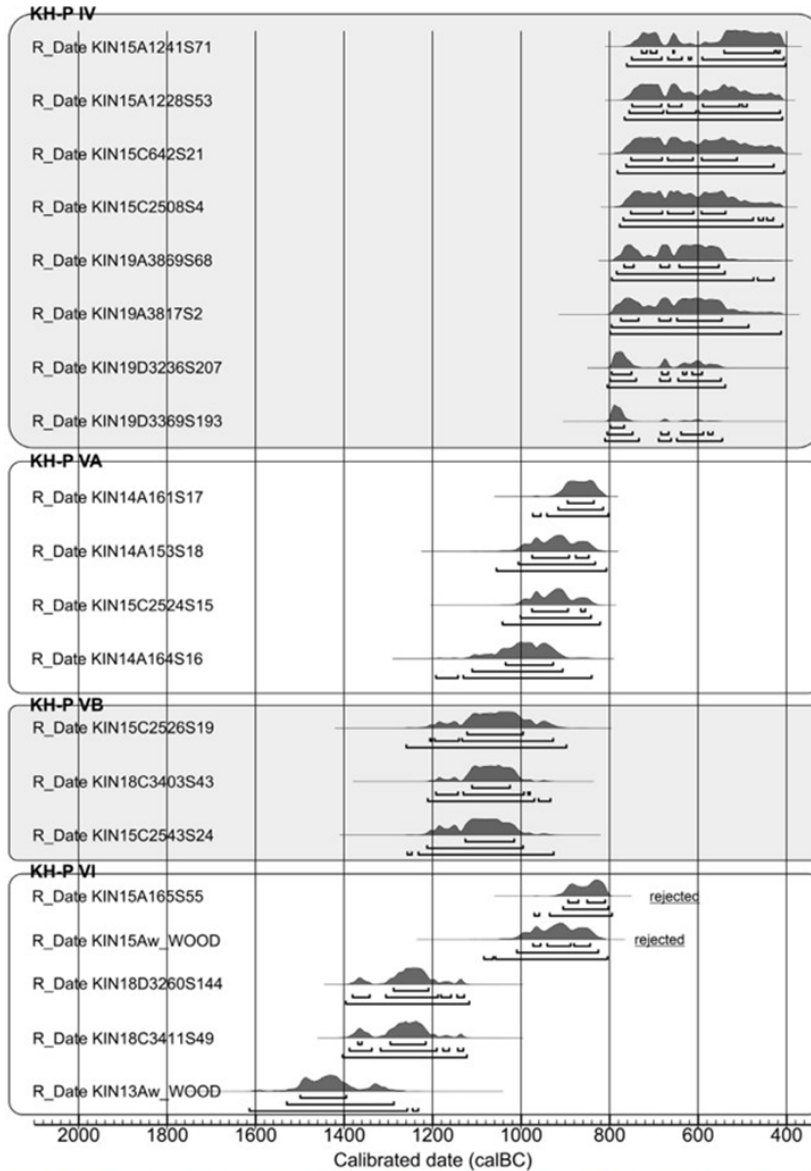 KH-P IV
R_Date KIN15A1241S71
R_Date KIN15A1228S53
R_Date KIN15C642S21
R_Date KIN15C2508S4
R_Date KIN19A3869S68
R_Date KIN19A3817S2
R_Date KIN19D3236S207
R_Date KIN19D3369S193
KH-P VA
R_Date KIN14A161S17
R_Date KIN14A153S18
R_Date KIN15C2524S15
R_Date KIN14A164S16
KH-P VB
R_Date KIN15C2526S19
R_Date KIN18C3403S43
R_Date KIN15C2543S24
KH-P VI
R_Date KIN15A165S55 rejected
R_Date KIN15Aw_WOOD rejected
R_Date KIN18D3260S144
R_Date KIN18C3411S49
R_Date KIN13Aw_WOOD
2000 1800 1600 1400 1200 1000 800 600 400
Calibrated date (calBC)